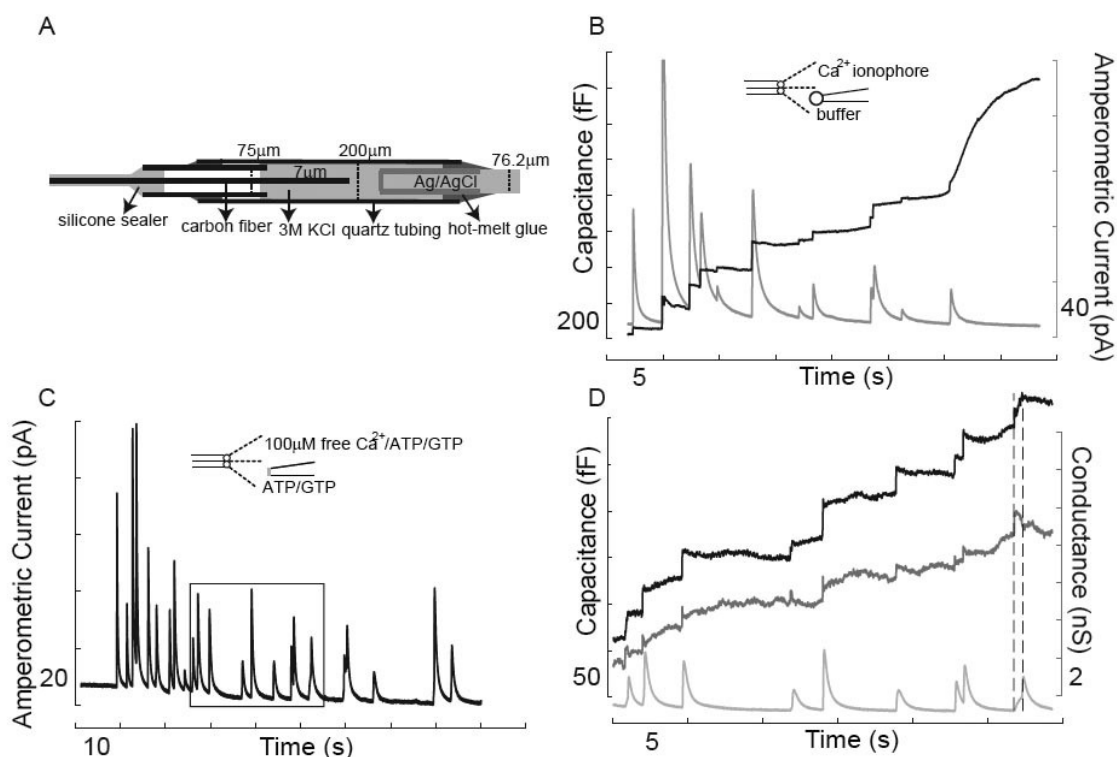 A
75μm
200μm
76.2μm
7μm
Ag/AgCl
silicone sealer
carbon fiber
3M KCl
quartz tubing
hot-melt glue
B
Capacitance (fF)
200
Ca2+ ionophore
buffer
Amperometric Current (pA)
40
5
Time (s)
C
Amperometric Current (pA)
20
100μM free Ca2+/ATP/GTP
ATP/GTP
10
Time (s)
D
Capacitance (fF)
50
Conductance (nS)
2
5
Time (s)